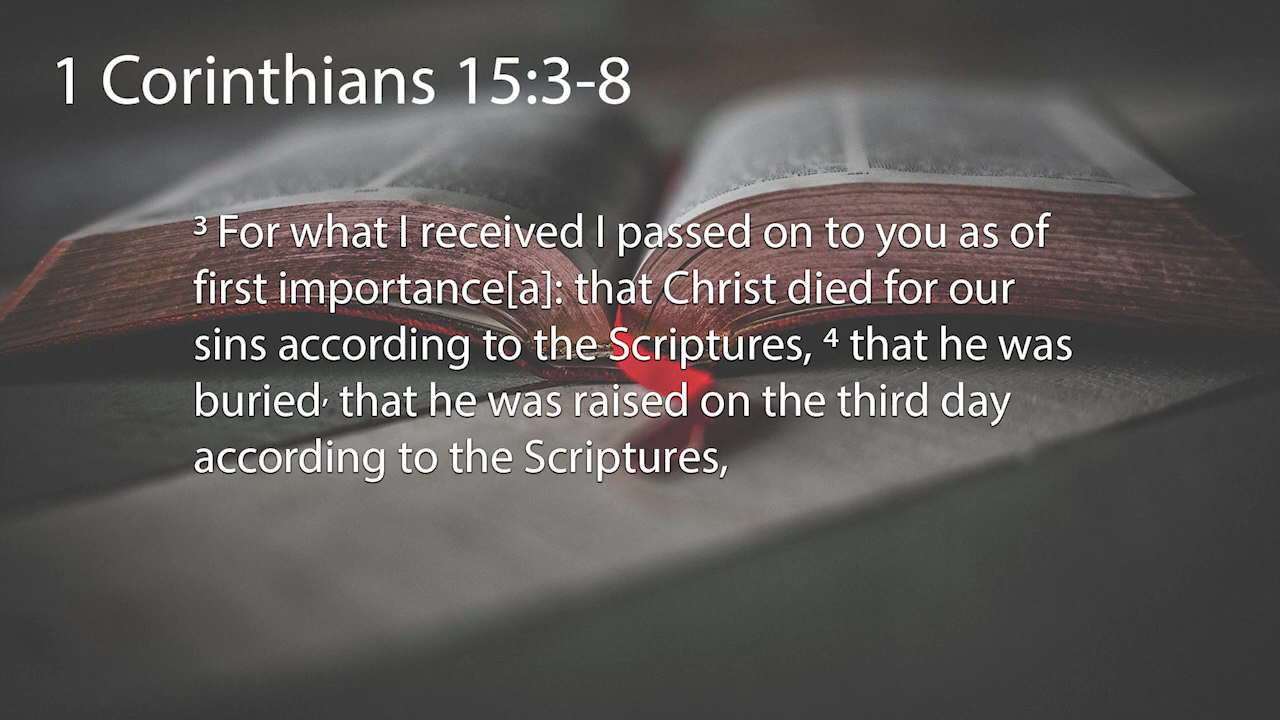 1 Corinthians 15:3-8
³ For what I received I passed on to you as of
first importance[a]: that Christ died for our
sins according to the Scriptures, ⁴ that he was
buried, that he was raised on the third day
according to the Scriptures,